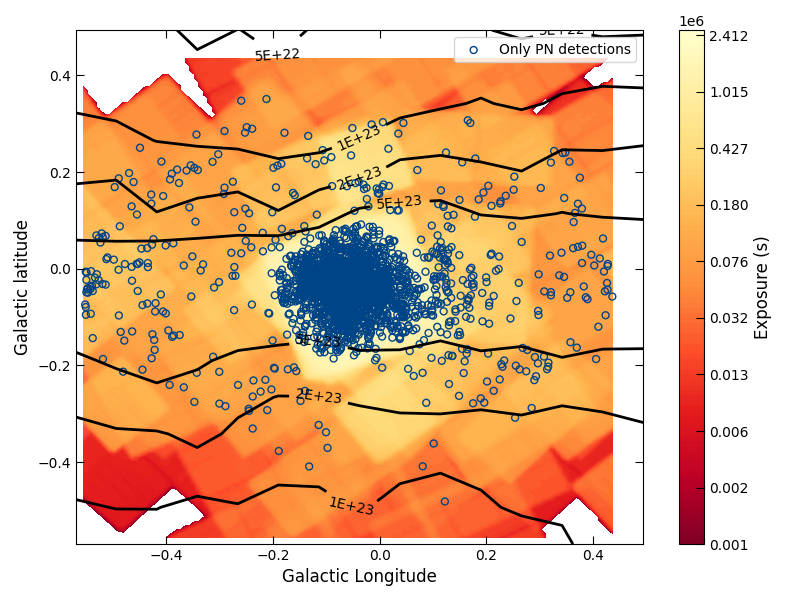 1e6
5E+22
5E+22
Only PN detections
0.4
0.2
0.0
−0.2
−0.4
Galactic latitude
1E+23
2E+23
5E+23
5E+23
2E+23
1E+23
−0.4
−0.2
0.0
0.2
0.4
Galactic Longitude
2.412
1.015
0.427
0.180
0.076
0.032
0.013
0.006
0.002
0.001
Exposure (s)